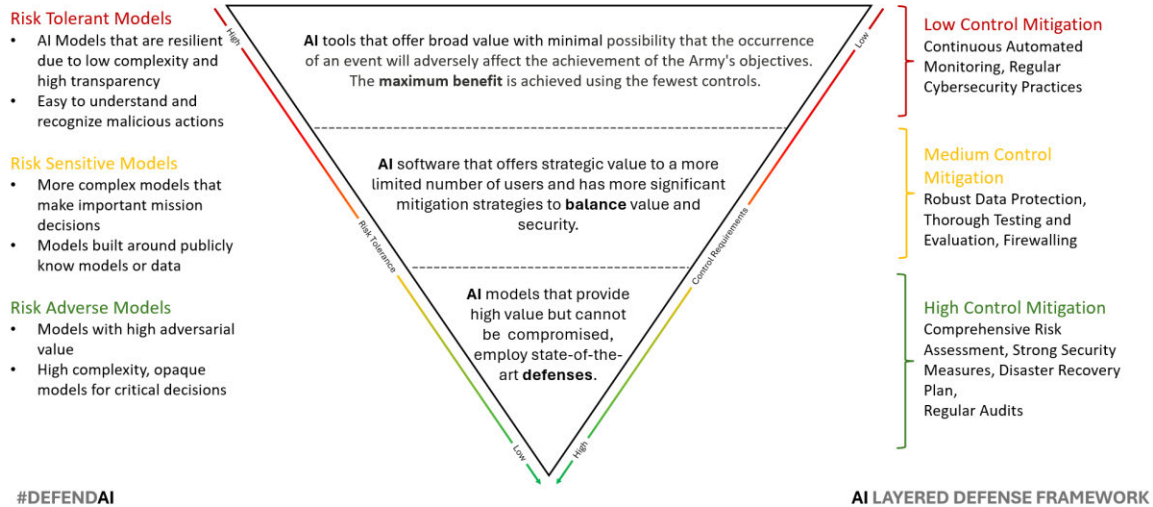 Risk Tolerant Models
• AI Models that are resilient
due to low complexity and
high transparency
• Easy to understand and
recognize malicious actions
Risk Sensitive Models
• More complex models that
make important mission
decisions
• Models built around publicly
know models or data
Risk Adverse Models
• Models with high adversarial
value
• High complexity, opaque
models for critical decisions
High
Risk Tolerance
Low
AI tools that offer broad value with minimal possibility that the occurrence
of an event will adversely affect the achievement of the Army's objectives.
The maximum benefit is achieved using the fewest controls.
AI software that offers strategic value to a more
limited number of users and has more significant
mitigation strategies to balance value and
security.
AI models that provide
high value but cannot
be compromised,
employ state-of-the-
art defenses.
Low
Control Requirements
High
Low Control Mitigation
Continuous Automated
Monitoring, Regular
Cybersecurity Practices
Medium Control
Mitigation
Robust Data Protection,
Thorough Testing and
Evaluation, Firewalling
High Control Mitigation
Comprehensive Risk
Assessment, Strong Security
Measures, Disaster Recovery
Plan,
Regular Audits
#DEFENDAI
AI LAYERED DEFENSE FRAMEWORK